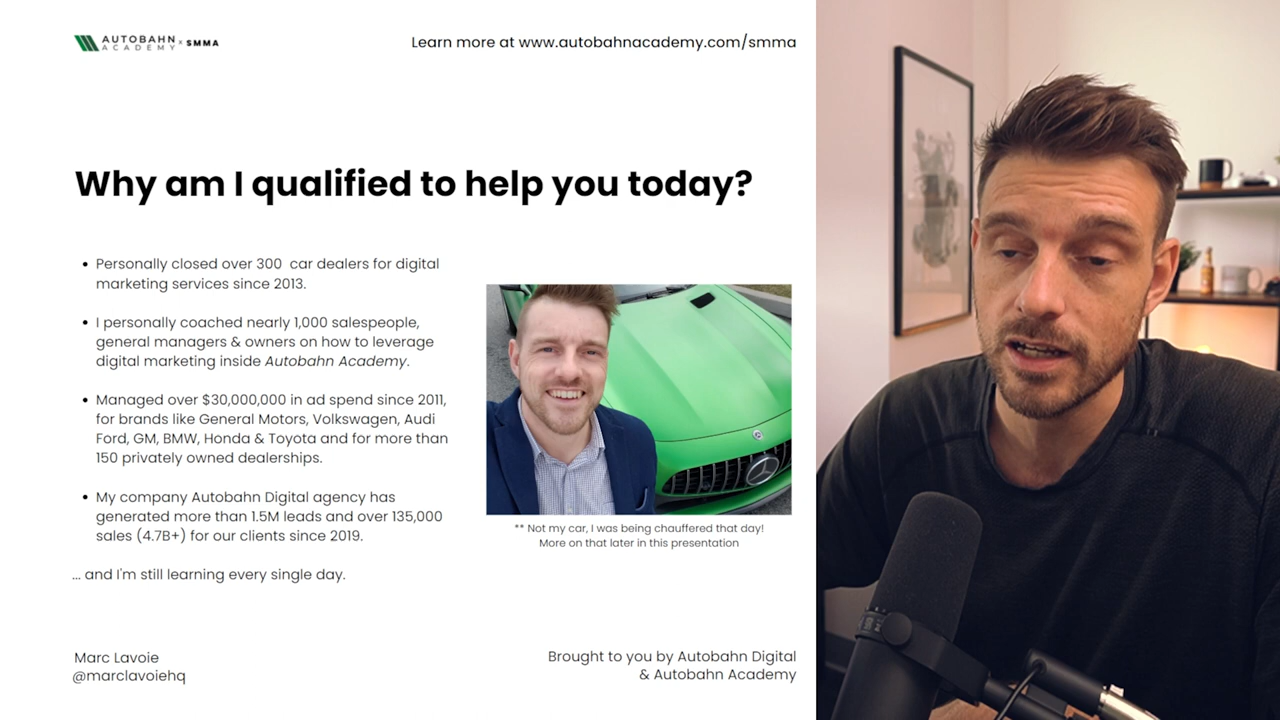 AUTOBAHN
ACADEMY x SMMA
Learn more at www.autobahnacademy.com/smma
Why am I qualified to help you today?
• Personally closed over 300 car dealers for digital
marketing services since 2013.
• I personally coached nearly 1,000 salespeople,
general managers & owners on how to leverage
digital marketing inside Autobahn Academy.
• Managed over $30,000,000 in ad spend since 2011,
for brands like General Motors, Volkswagen, Audi
Ford, GM, BMW, Honda & Toyota and for more than
150 privately owned dealerships.
• My company Autobahn Digital agency has
generated more than 1.5M leads and over 135,000
sales (4.7B+) for our clients since 2019.
... and I'm still learning every single day.
** Not my car, I was being chauffered that day!
More on that later in this presentation
Marc Lavoie
@marclavoiehq
Brought to you by Autobahn Digital
& Autobahn Academy